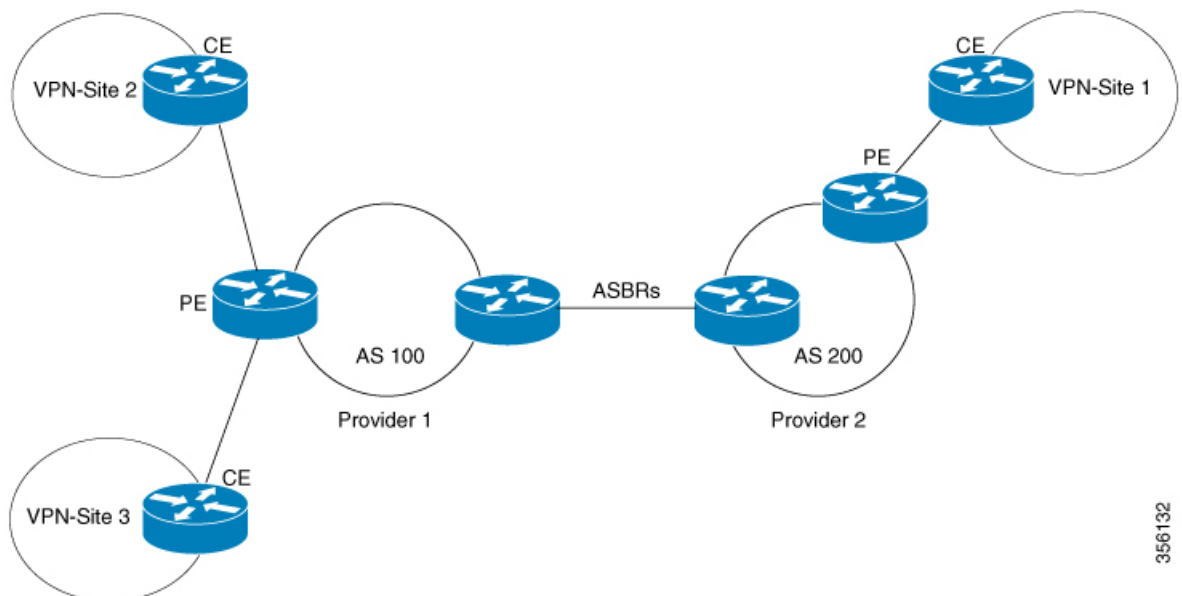 CE
VPN-Site 2
CE
VPN-Site 1
PE
PE
ASBRs
AS 100
AS 200
Provider 1
Provider 2
CE
VPN-Site 3
356132